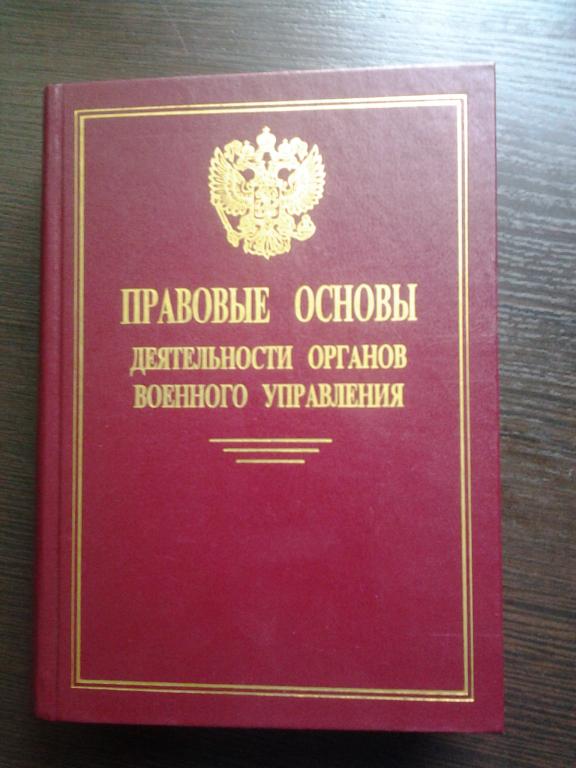 ПРАВОВЫЕ ОСНОВЫ
ДЕЯТЕЛЬНОСТИ ОРГАНОВ
ВОЕННОГО УПРАВЛЕНИЯ